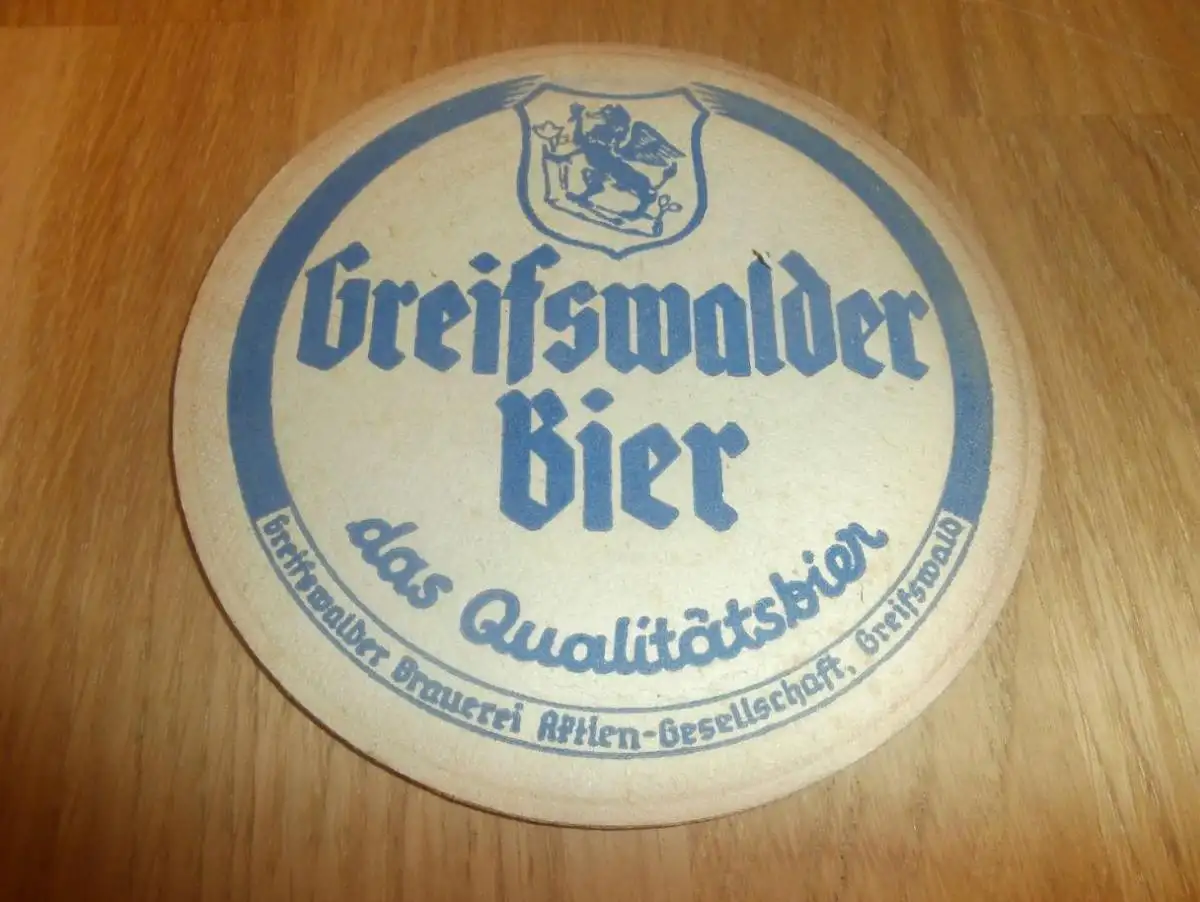 Greifswalder
Bier
das Qualitätsbier
Greifswalder Brauerei Aktien-Gesellschaft, Greifswald